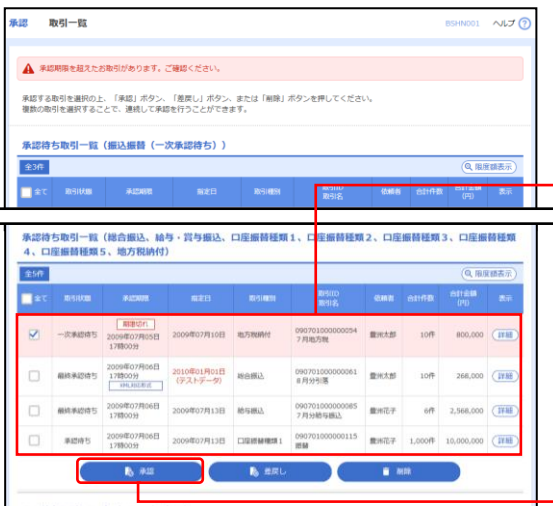 承認 取引一覧 BSHN001 ヘルプ ?
承認期限を超えたお取引があります。ご確認ください。
承認する取引を選択の上、「承認」ボタン、「差戻し」ボタン、または「削除」ボタンを押してください。
複数の取引を選択することで、連続して承認を行うことができます。
承認待ち取引一覧（振込振替（一次承認待ち））
全3件 限度額表示
全て 取引状態 承認期限 指定日 取引種別 取引ID 取引名 依頼者 合計件数 合計金額(円) 表示
承認待ち取引一覧（総合振込、給与・賞与振込、口座振替種類1、口座振替種類2、口座振替種類3、口座振替種類
4、口座振替種類5、地方税納付）
全5件 限度額表示
全て 取引状態 承認期限 指定日 取引種別 取引ID 取引名 依頼者 合計件数 合計金額(円) 表示
期限切れ
一次承認待ち 2009年07月05日 17時00分 2009年07月10日 地方税納付 090701000000054 7月地方税 豊洲太郎 10件 800,000 詳細
最終承認待ち 2009年07月06日 17時00分 2010年01月01日 (テストデータ) 総合振込 090701000000061 8月分引落 豊洲太郎 10件 268,000 詳細
最終承認待ち 2009年07月06日 17時00分 2009年07月13日 給与振込 090701000000085 7月分給与振込 豊洲花子 6件 2,568,000 詳細
承認待ち 2009年07月06日 17時00分 2009年07月13日 口座振替種類1 090701000000115 振替 豊洲花子 1,000件 10,000,000 詳細
承認 差戻し 削除